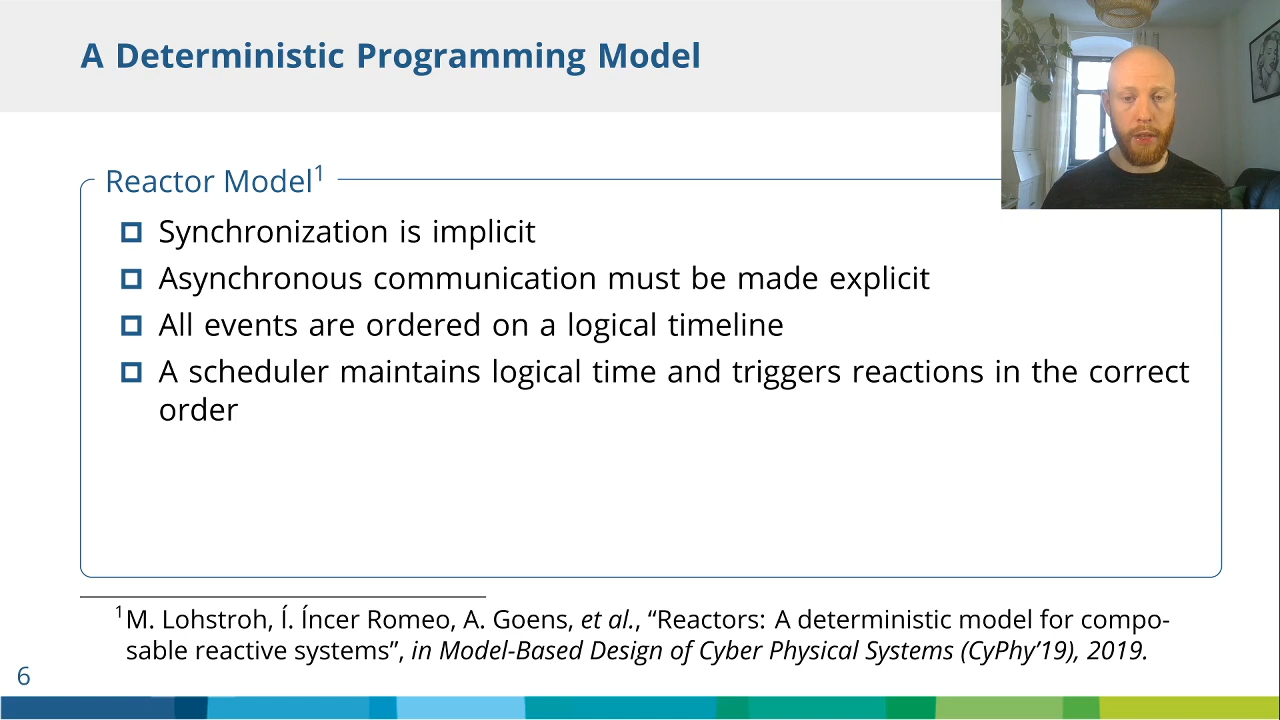 A Deterministic Programming Model
Reactor Model1
Synchronization is implicit
Asynchronous communication must be made explicit
All events are ordered on a logical timeline
A scheduler maintains logical time and triggers reactions in the correct
order
1M. Lohstroh, Í. Íncer Romeo, A. Goens, et al., “Reactors: A deterministic model for compo-
sable reactive systems”, in Model-Based Design of Cyber Physical Systems (CyPhy’19), 2019.
6